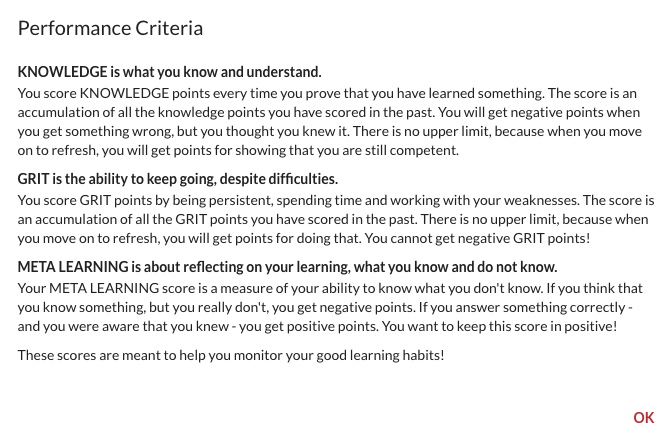 Performance Criteria
KNOWLEDGE is what you know and understand.
You score KNOWLEDGE points every time you prove that you have learned something. The score is an
accumulation of all the knowledge points you have scored in the past. You will get negative points when
you get something wrong, but you thought you knew it. There is no upper limit, because when you move
on to refresh, you will get points for showing that you are still competent.
GRIT is the ability to keep going, despite difficulties.
You score GRIT points by being persistent, spending time and working with your weaknesses. The score is
an accumulation of all the GRIT points you have scored in the past. There is no upper limit, because when
you move on to refresh, you will get points for doing that. You cannot get negative GRIT points!
META LEARNING is about reflecting on your learning, what you know and do not know.
Your META LEARNING score is a measure of your ability to know what you don't know. If you think that
you know something, but you really don't, you get negative points. If you answer something correctly -
and you were aware that you knew - you get positive points. You want to keep this score in positive!
These scores are meant to help you monitor your good learning habits!
OK